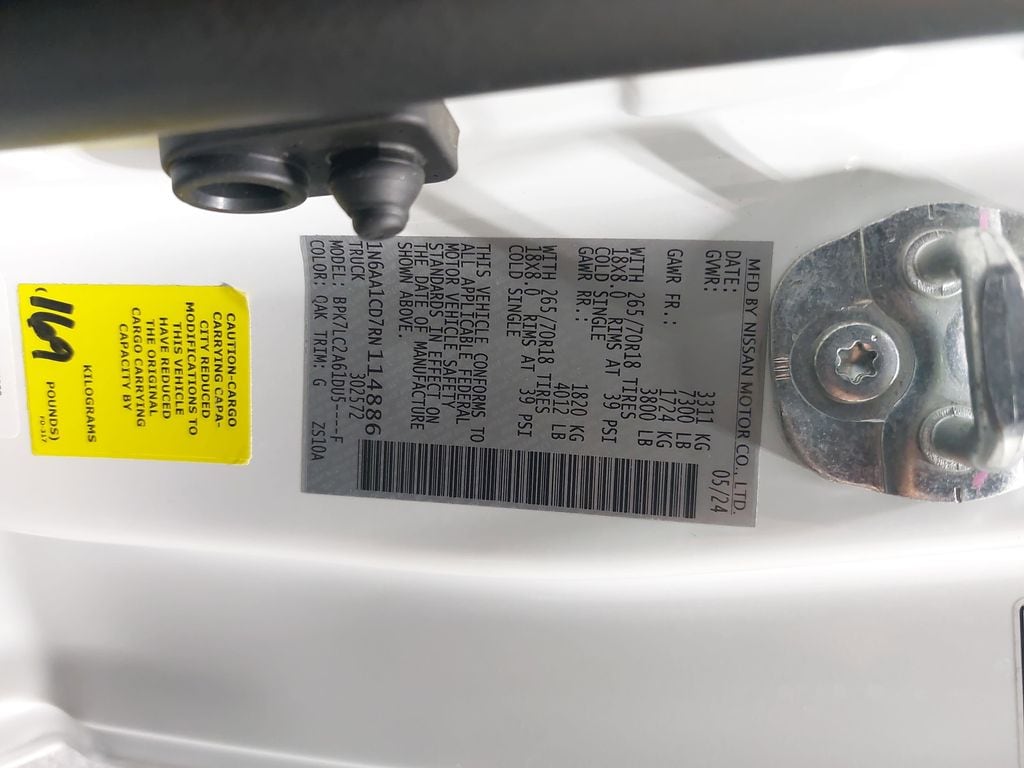 MFD BY NISSAN MOTOR CO., LTD.
DATE: 05/24
GVWR: 3311 KG
7300 LB
GAWR FR.: 1724 KG
3800 LB
WITH 265/70R18 TIRES
18X8.0 RIMS AT 39 PSI
COLD SINGLE
GAWR RR.: 1820 KG
4012 LB
WITH 265/70R18 TIRES
18X8.0 RIMS AT 39 PSI
COLD SINGLE
THIS VEHICLE CONFORMS TO
ALL APPLICABLE FEDERAL
MOTOR VEHICLE SAFETY
STANDARDS IN EFFECT ON
THE DATE OF MANUFACTURE
SHOWN ABOVE.
1N6AA1CD7RN114886
TRUCK 302572
MODEL: BPK7LCZA61DU5----F
COLOR: QAK TRIM: G ZS10A
CAUTION-CARGO
CARRYING CAPA-
CITY REDUCED
MODIFICATIONS TO
THIS VEHICLE
HAVE REDUCED
THE ORIGINAL
CARGO CARRYING
CAPACITY BY
KILOGRAMS
(169 POUNDS)